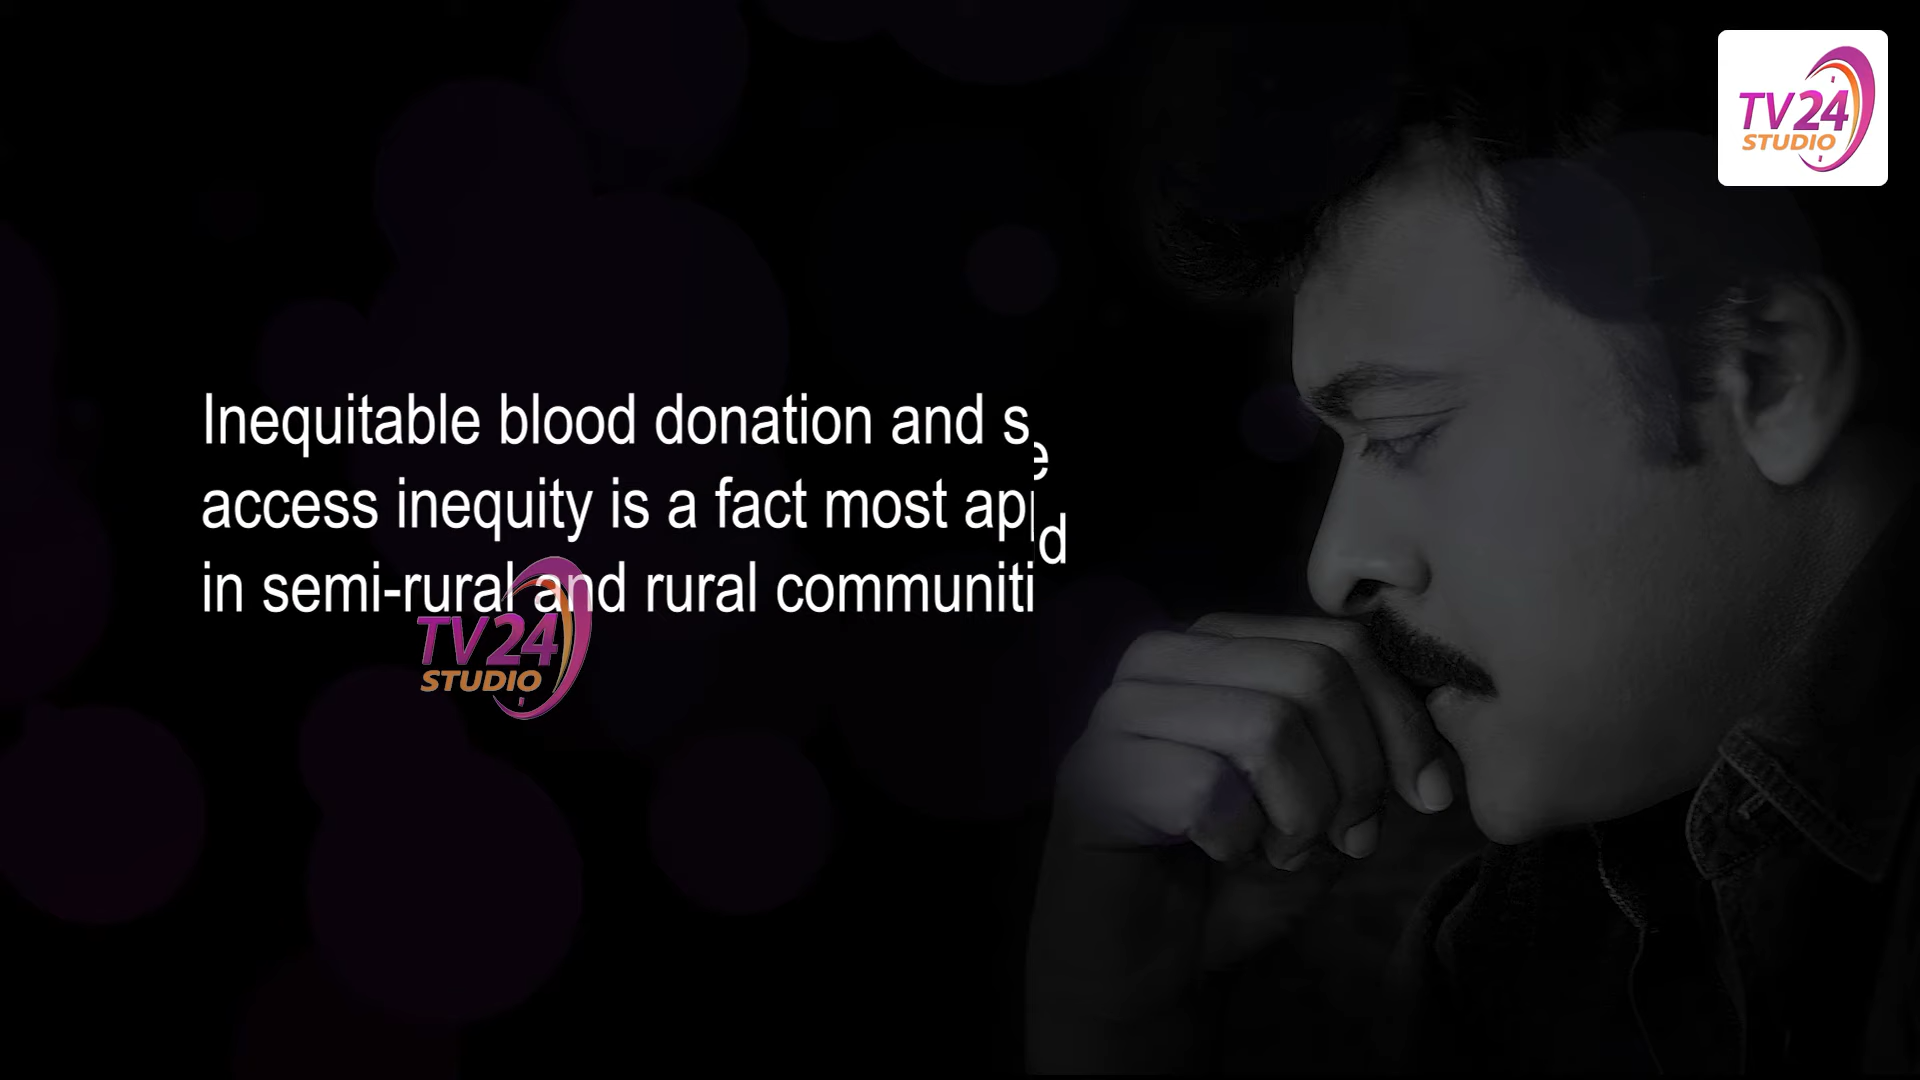 TV24
STUDIO
Inequitable blood donation and s
e
access inequity is a fact most ap
d
in semi-rural and rural communiti
TV24
STUDIO